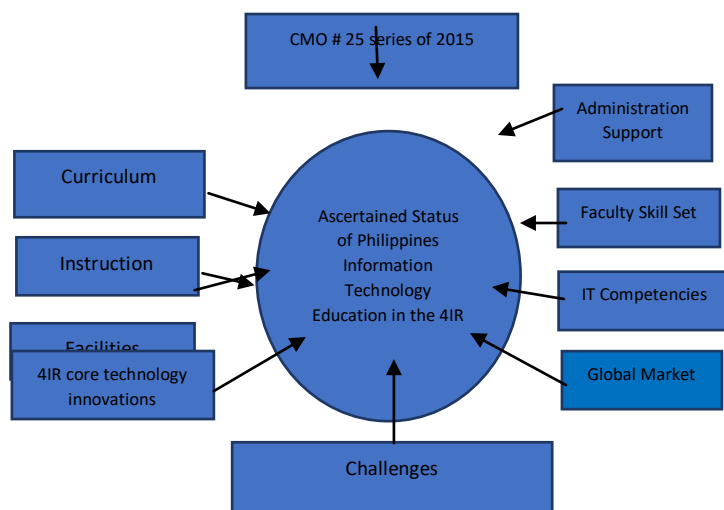 CMO # 25 series of 2015
Administration
Support
Curriculum
Ascertained Status
of Philippines
Information
Technology
Education in the 4IR
Faculty Skill Set
Instruction
IT Competencies
Facilities
4IR core technology
innovations
Global Market
Challenges